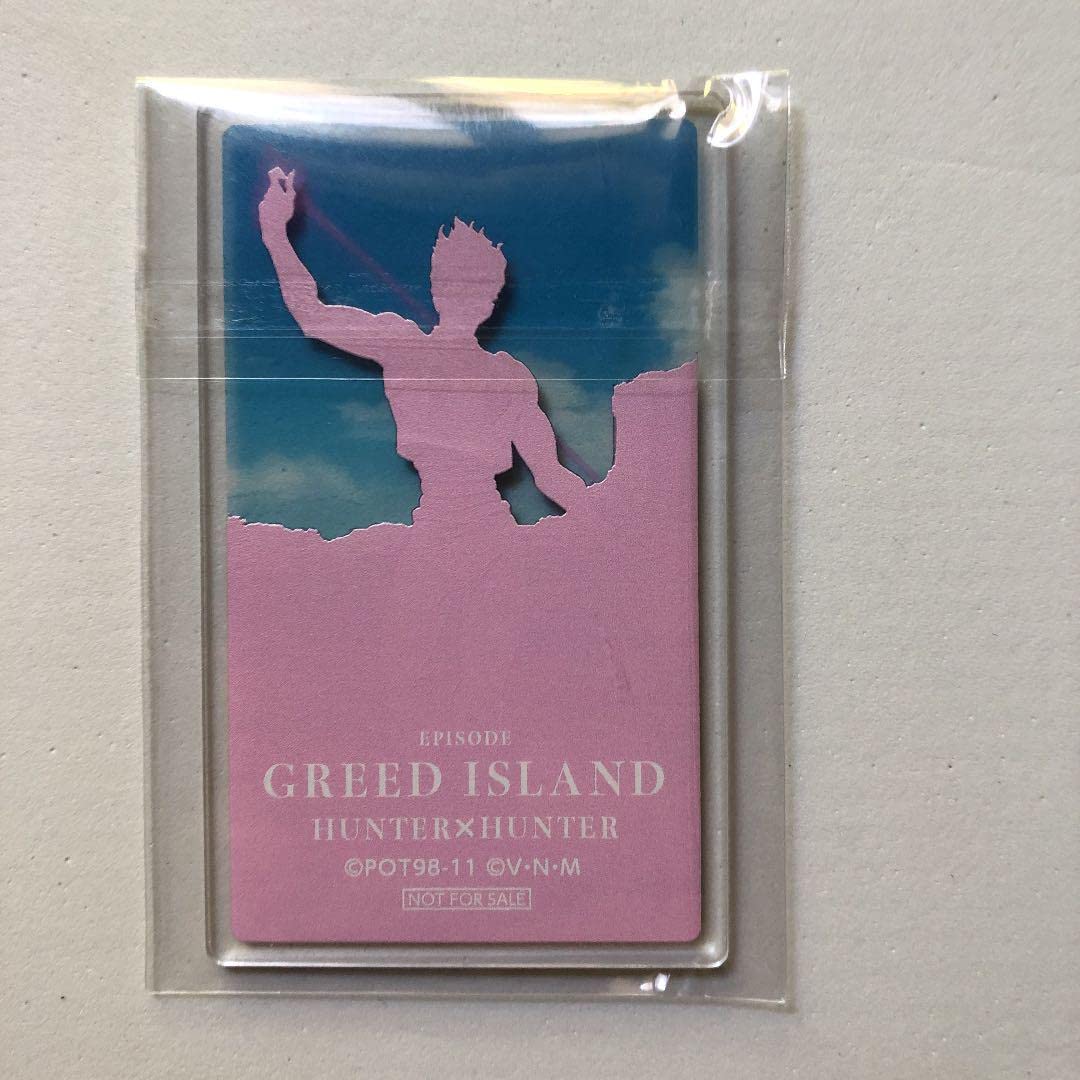 EPISODE
GREED ISLAND
HUNTER×HUNTER
©POT98-11 ©V·N·M
NOT FOR SALE